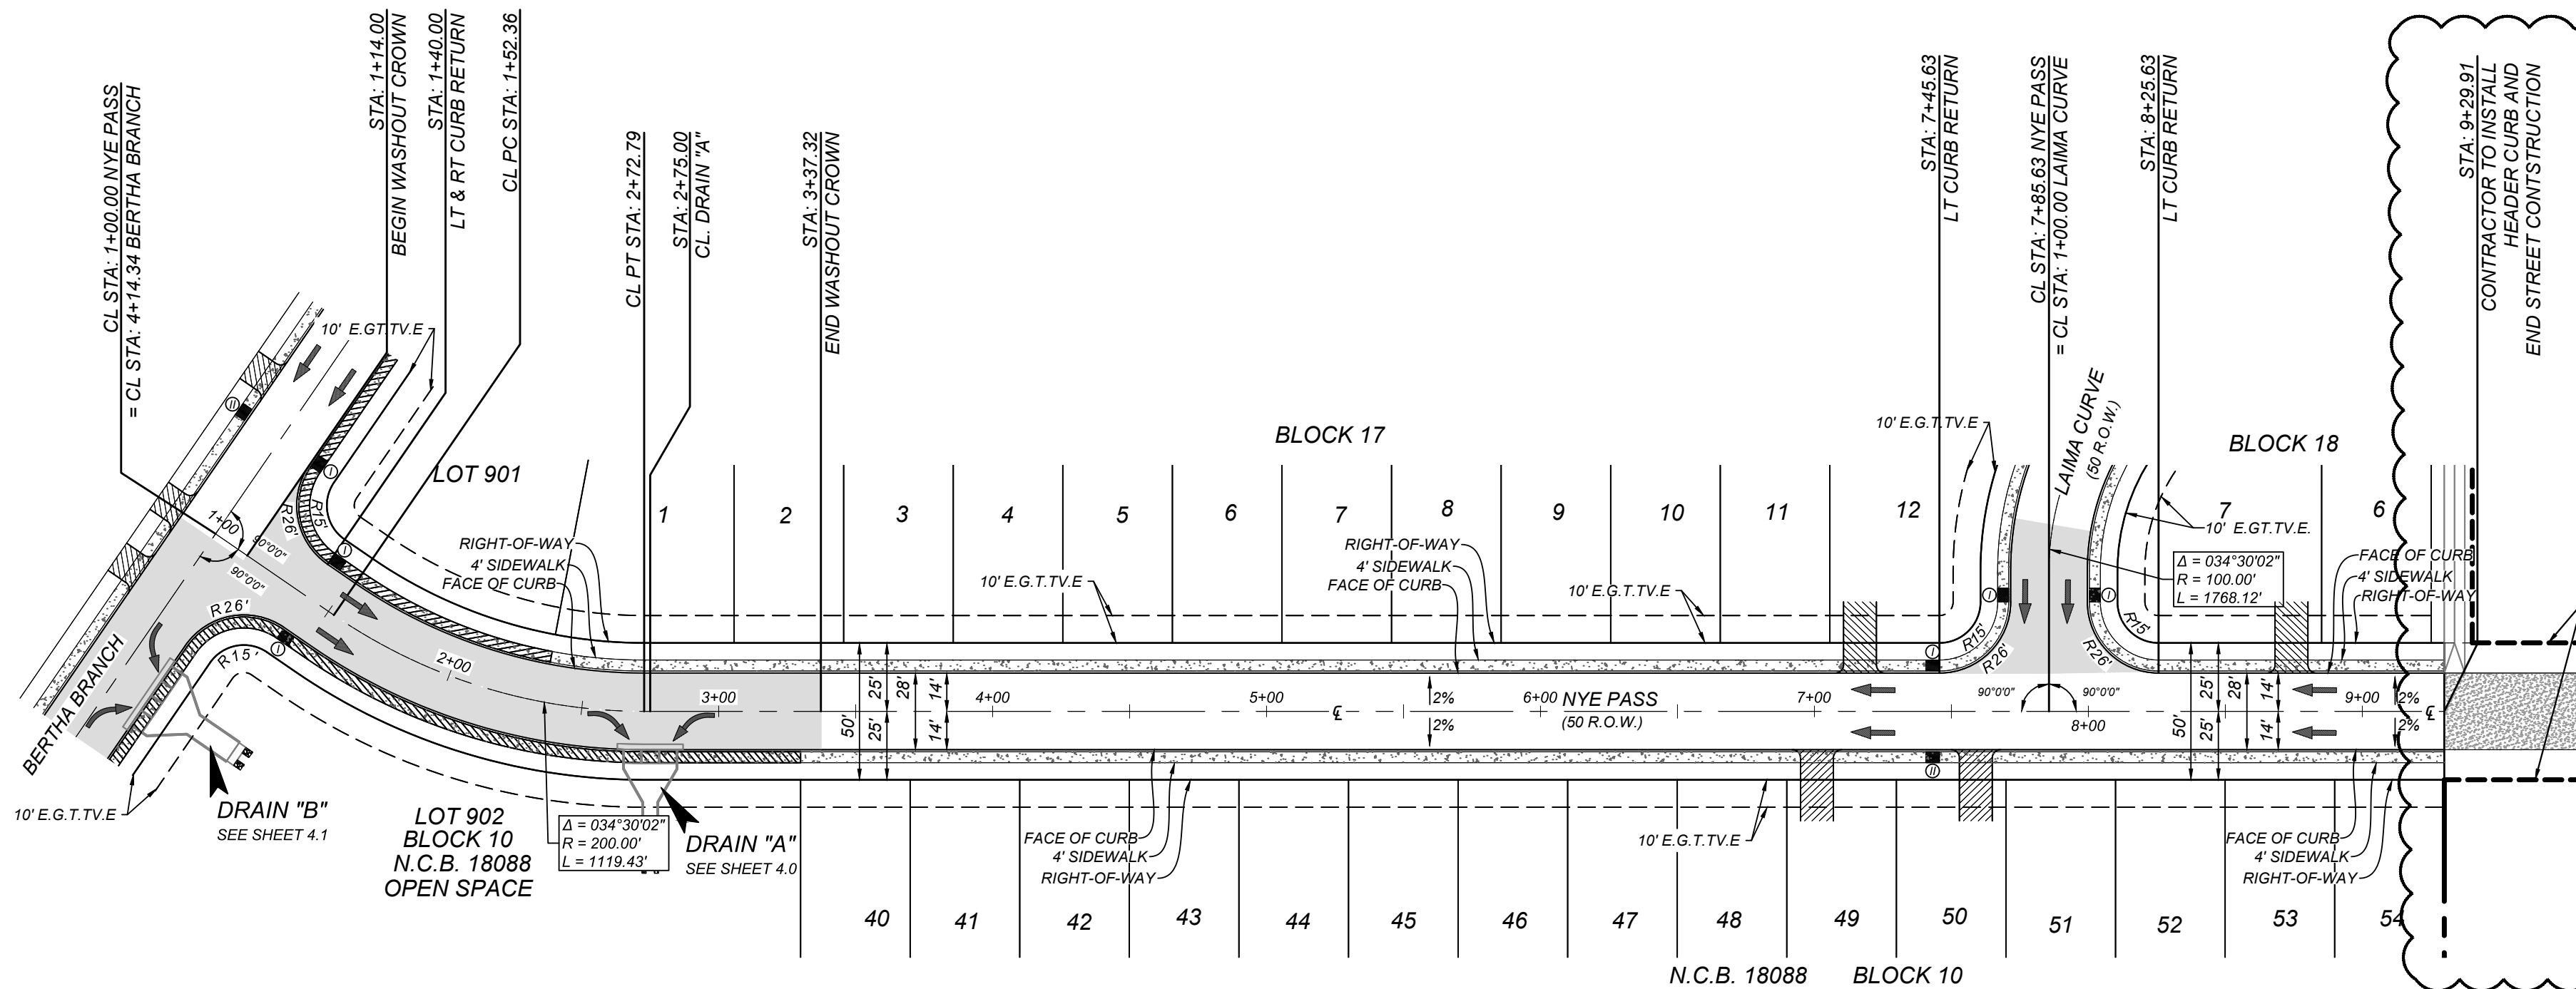 CL STA: 1+00.00 NYE PASS
= CL STA: 4+14.34 BERTHA BRANCH
STA: 1+14.00
BEGIN WASHOUT CROWN
STA: 1+40.00
LT & RT CURB RETURN
CL PC STA: 1+52.36
CL PT STA: 2+72.79
STA: 2+75.00
CL. DRAIN "A"
STA: 3+37.32
END WASHOUT CROWN
STA: 7+45.63
LT CURB RETURN
CL STA: 7+85.63 NYE PASS
= CL STA: 1+00.00 LAIMA CURVE
STA: 8+25.63
LT CURB RETURN
STA: 9+29.91
CONTRACTOR TO INSTALL
HEADER CURB AND
END STREET CONTSTRUCTION
10' E.GT.TV.E
II
I
LOT 901
BLOCK 17
10' E.G.T.TV.E
LAIMA CURVE
(50 R.O.W.)
BLOCK 18
1
2
3
4
5
6
7
8
9
10
11
12
7
6
10' E.GT.TV.E.
1+00
90°0'0"
90°0'0"
R26'
R15'
I
RIGHT-OF-WAY
4' SIDEWALK
FACE OF CURB
10' E.G.T.TV.E
RIGHT-OF-WAY
4' SIDEWALK
FACE OF CURB
10' E.G.T.TV.E
Δ = 034°30'02"
R = 100.00'
L = 1768.12'
FACE OF CURB
4' SIDEWALK
RIGHT-OF-WAY
I
I
R15'
R26'
R15'
R26'
I
R26'
R15'
I
2+00
3+00
4+00
5+00
6+00
7+00
8+00
9+00
50'
25'
25'
28'
14'
14'
2%
2%
NYE PASS
(50 R.O.W.)
90°0'0"
90°0'0"
50'
25'
25'
28'
14'
14'
2%
2%
II
BERTHA BRANCH
10' E.G.T.TV.E
DRAIN "B"
SEE SHEET 4.1
LOT 902
BLOCK 10
N.C.B. 18088
OPEN SPACE
Δ = 034°30'02"
R = 200.00'
L = 1119.43'
DRAIN "A"
SEE SHEET 4.0
FACE OF CURB
4' SIDEWALK
RIGHT-OF-WAY
10' E.G.T.TV.E
FACE OF CURB
4' SIDEWALK
RIGHT-OF-WAY
40
41
42
43
44
45
46
47
48
49
50
51
52
53
54
N.C.B. 18088 BLOCK 10